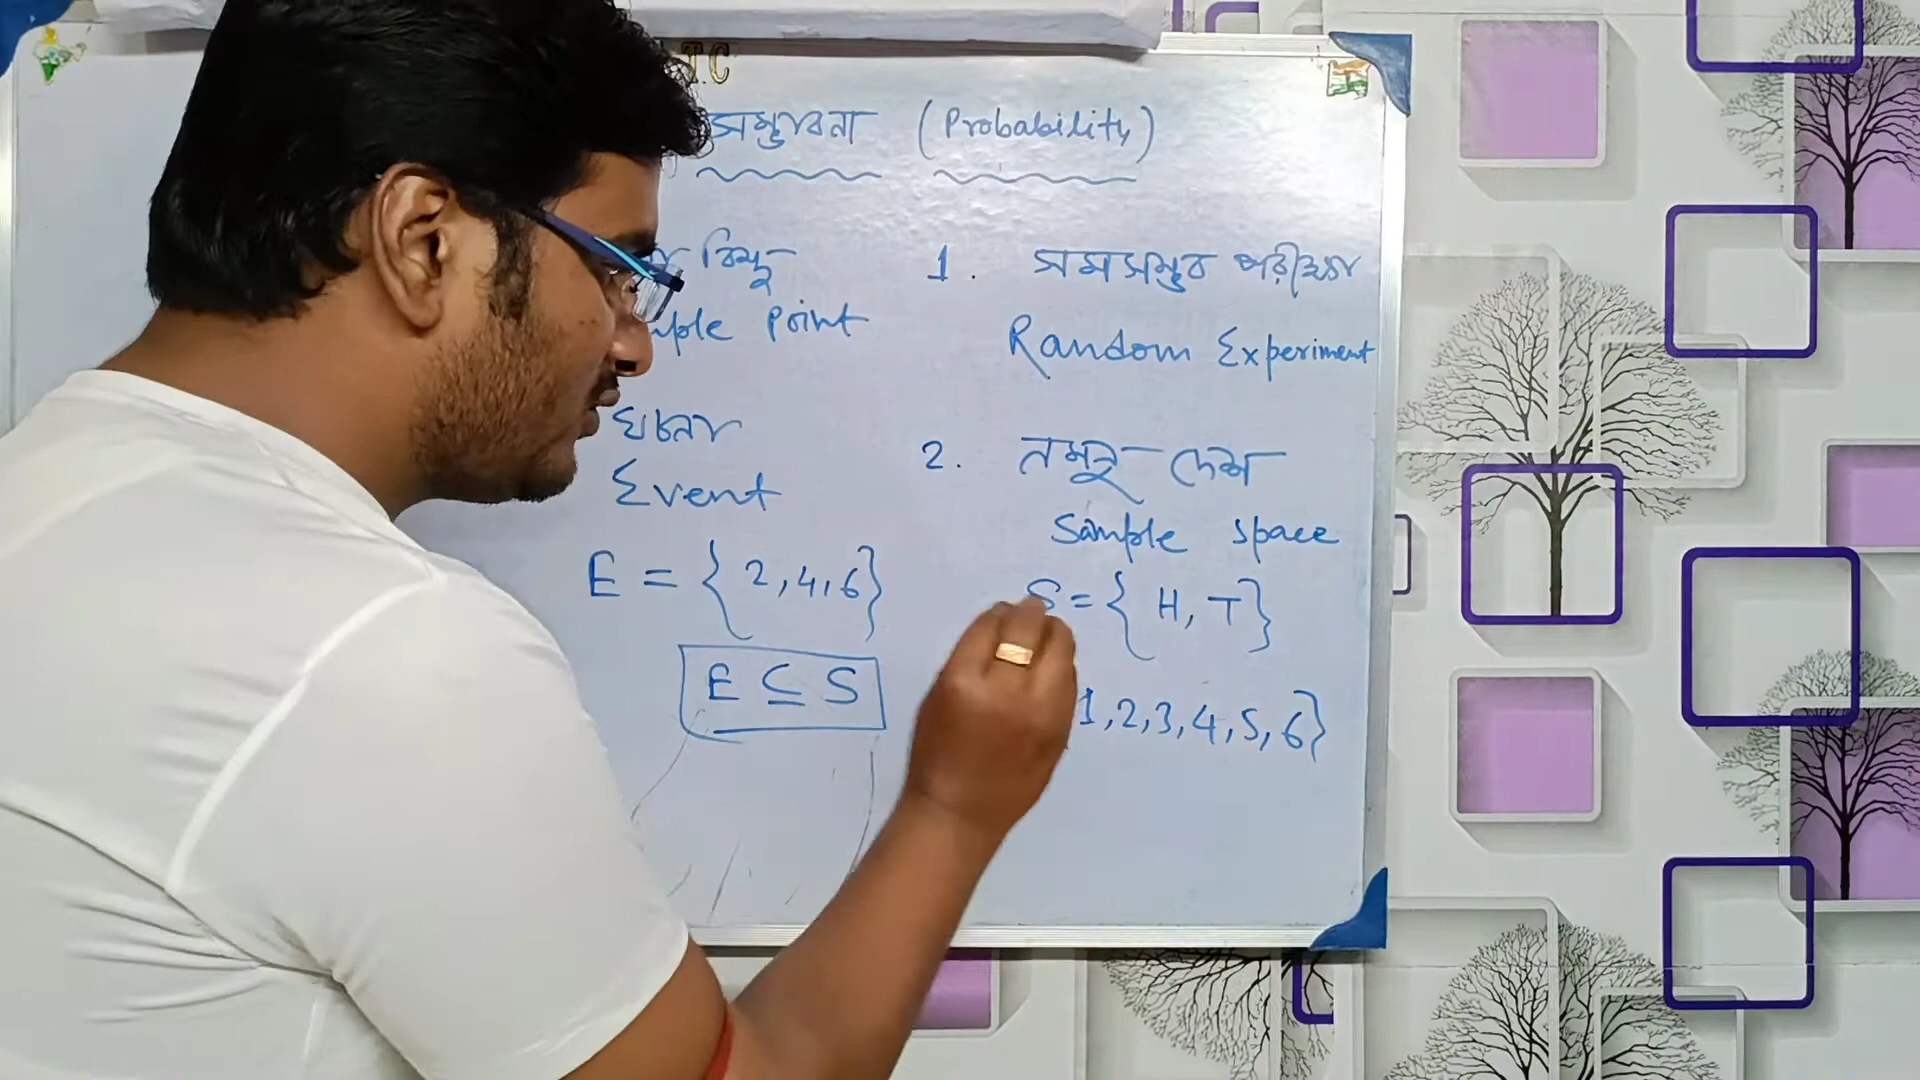 TC
সম্ভাবনা (Probability)
বিন্দু
Point
ঘটনা
Event
E = { 2, 4, 6 }
E ⊆ S
1. সমসম্ভব পরীক্ষা
Random Experiment
2. নমুনা দেশ
Sample Space
S = { H, T }
1, 2, 3, 4, 5, 6 }